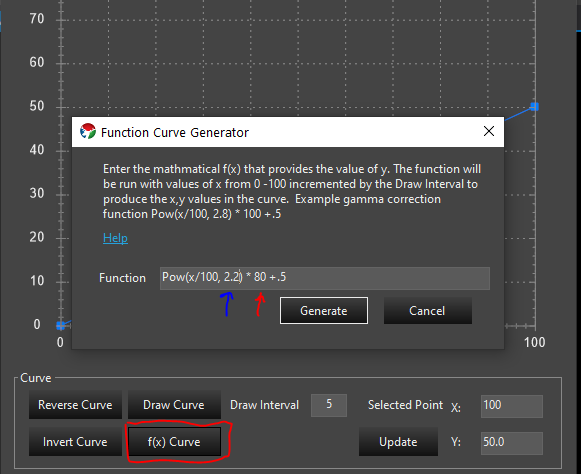 70
60
50
40
30
20
10
0
0
100
Function Curve Generator
Enter the mathmatical f(x) that provides the value of y. The function will
be run with values of x from 0 -100 incremented by the Draw Interval to
produce the x,y values in the curve. Example gamma correction
function Pow(x/100, 2.8) * 100 +.5
Help
Function Pow(x/100, 2.2) * 80 +.5
Generate Cancel
Curve
Reverse Curve Draw Curve Draw Interval 5 Selected Point X: 100
Invert Curve f(x) Curve Update Y: 50.0